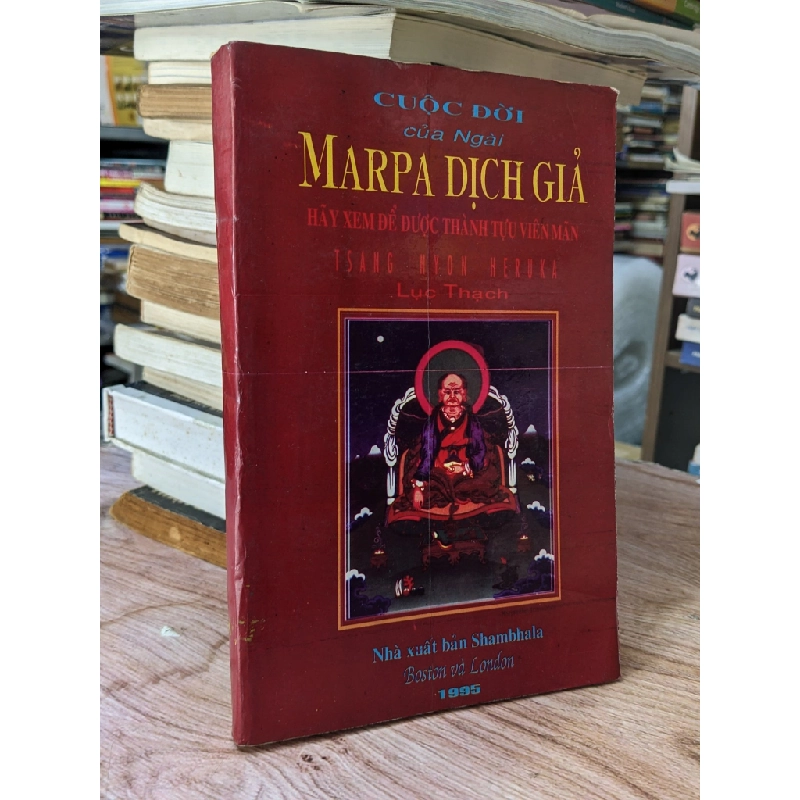 CUỘC ĐỜI
của Ngài
MARPA DỊCH GIẢ
HÃY XEM ĐỂ ĐƯỢC THÀNH TỰU VIÊN MÃN
TSANG NYON HERUKA
Lục Thạch
Nhà xuất bản Shambhala
Boston và London
1995